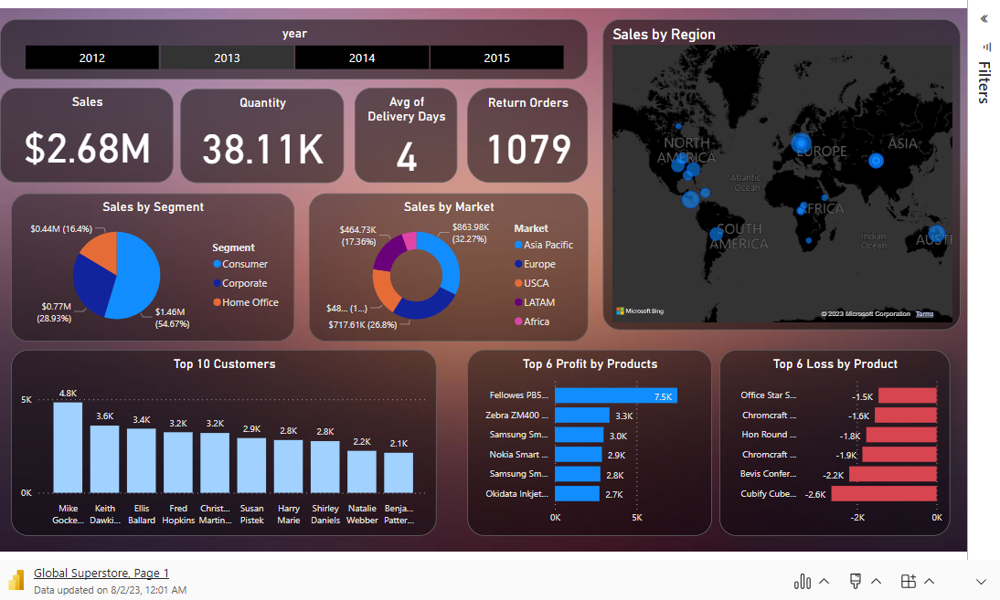 year
2012 2013 2014 2015
Sales
$2.68M
Quantity
38.11K
Avg of
Delivery Days
4
Return Orders
1079
Sales by Region
NORTH
AMERICA
EUROPE
ASIA
Atlantic
Ocean
AFRICA
SOUTH
AMERICA
Indian
Ocean
AUST
Microsoft Bing
© 2023 Microsoft Corporation Terms
Filters
Sales by Segment
$0.44M (16.4%)
$0.77M
(28.93%)
$1.46M
(54.67%)
Segment
Consumer
Corporate
Home Office
Sales by Market
$464.73K
(17.36%)
$863.98K
(32.27%)
$48... (1...)
$717.61K (26.8%)
Market
Asia Pacific
Europe
USCA
LATAM
Africa
Top 10 Customers
5K
0K
4.8K 3.6K 3.4K 3.2K 3.2K 2.9K 2.8K 2.8K 2.2K 2.1K
Mike Keith Ellis Fred Christ... Susan Harry Shirley Natalie Benja...
Gocke... Dawki... Ballard Hopkins Martin... Pistek Marie Daniels Webber Patter...
Top 6 Profit by Products
Fellowes PB5... 7.5K
Zebra ZM400 ... 3.3K
Samsung Sm... 3.0K
Nokia Smart ... 2.9K
Samsung Sm... 2.8K
Okidata Inkjet... 2.7K
0K 5K
Top 6 Loss by Product
Office Star S... -1.5K
Chromcraft ... -1.6K
Hon Round ... -1.8K
Chromcraft ... -1.9K
Bevis Confer... -2.2K
Cubify Cube... -2.6K
-2K 0K
Global Superstore, Page 1
Data updated on 8/2/23, 12:01 AM